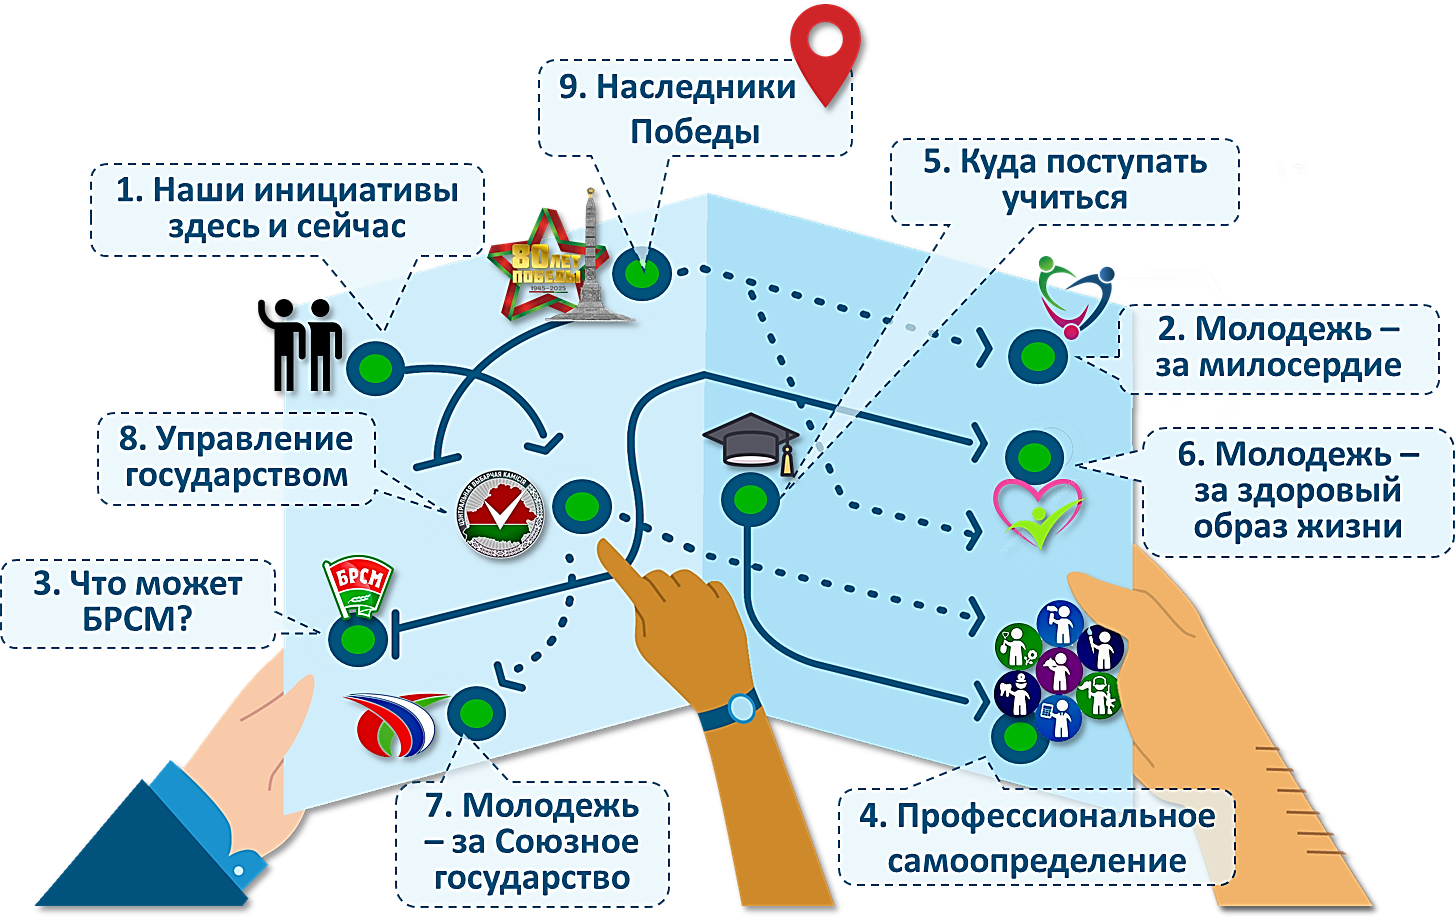 9. Наследники
Победы
5. Куда поступать
учиться
1. Наши инициативы
здесь и сейчас
80 ЛЕТ
ПОБЕДЫ
1945–2025
2. Молодежь –
за милосердие
8. Управление
государством
6. Молодежь –
за здоровый
образ жизни
БРСМ
3. Что может
БРСМ?
7. Молодежь
– за Союзное
государство
4. Профессиональное
самоопределение